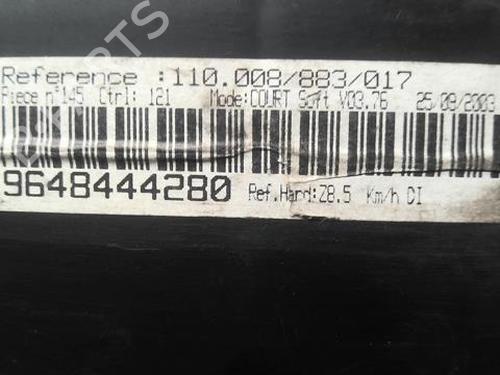 Reference :110.008/883/017
Piece n°145 Ctrl: 121 Mode:COURT Soft V03.76 25/09/2003
9648444280 Ref.Hard:Z8.5 Km/h DI